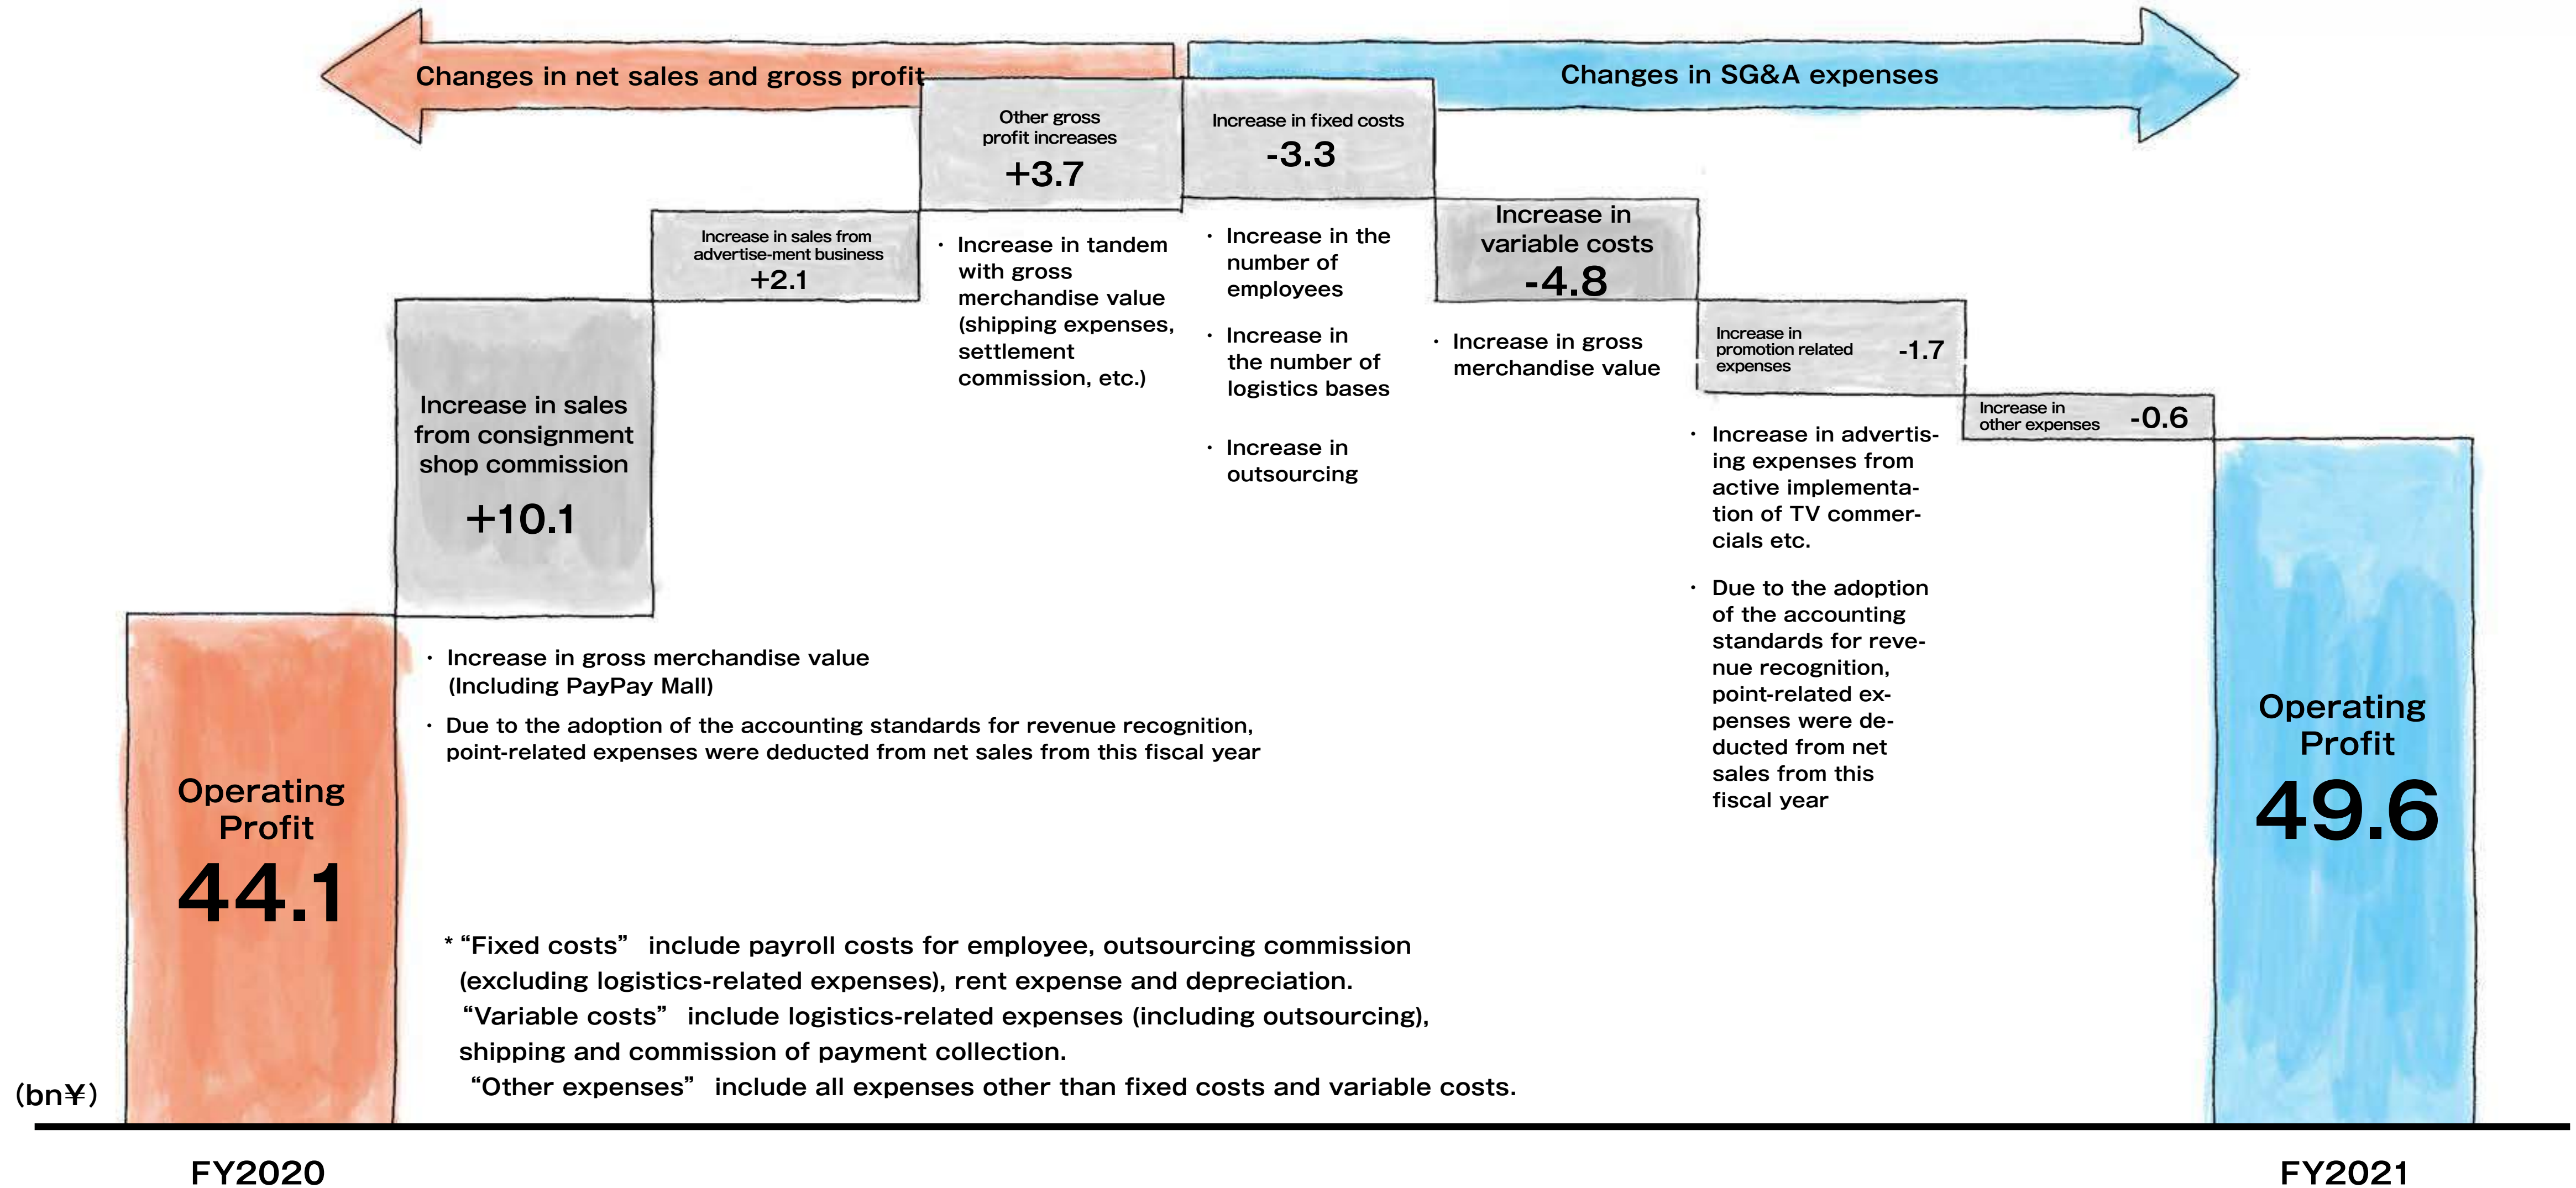 Changes in net sales and gross profit
Changes in SG&A expenses
Other gross
profit increases
+3.7
Increase in fixed costs
-3.3
Increase in sales from
advertise-ment business
+2.1
Increase in
variable costs
-4.8
・ Increase in tandem
with gross
merchandise value
(shipping expenses,
settlement
commission, etc.)
・ Increase in the
number of
employees
・ Increase in
the number of
logistics bases
・ Increase in
outsourcing
・ Increase in gross
merchandise value
Increase in
promotion related
expenses
-1.7
Increase in
other expenses
-0.6
Increase in sales
from consignment
shop commission
+10.1
・ Increase in advertis-
ing expenses from
active implementa-
tion of TV commer-
cials etc.
・ Due to the adoption
of the accounting
standards for reve-
nue recognition,
point-related ex-
penses were de-
ducted from net
sales from this
fiscal year
・ Increase in gross merchandise value
(Including PayPay Mall)
・ Due to the adoption of the accounting standards for revenue recognition,
point-related expenses were deducted from net sales from this fiscal year
Operating
Profit
44.1
Operating
Profit
49.6
* “Fixed costs” include payroll costs for employee, outsourcing commission
(excluding logistics-related expenses), rent expense and depreciation.
“Variable costs” include logistics-related expenses (including outsourcing),
shipping and commission of payment collection.
“Other expenses” include all expenses other than fixed costs and variable costs.
(bn¥)
FY2020
FY2021